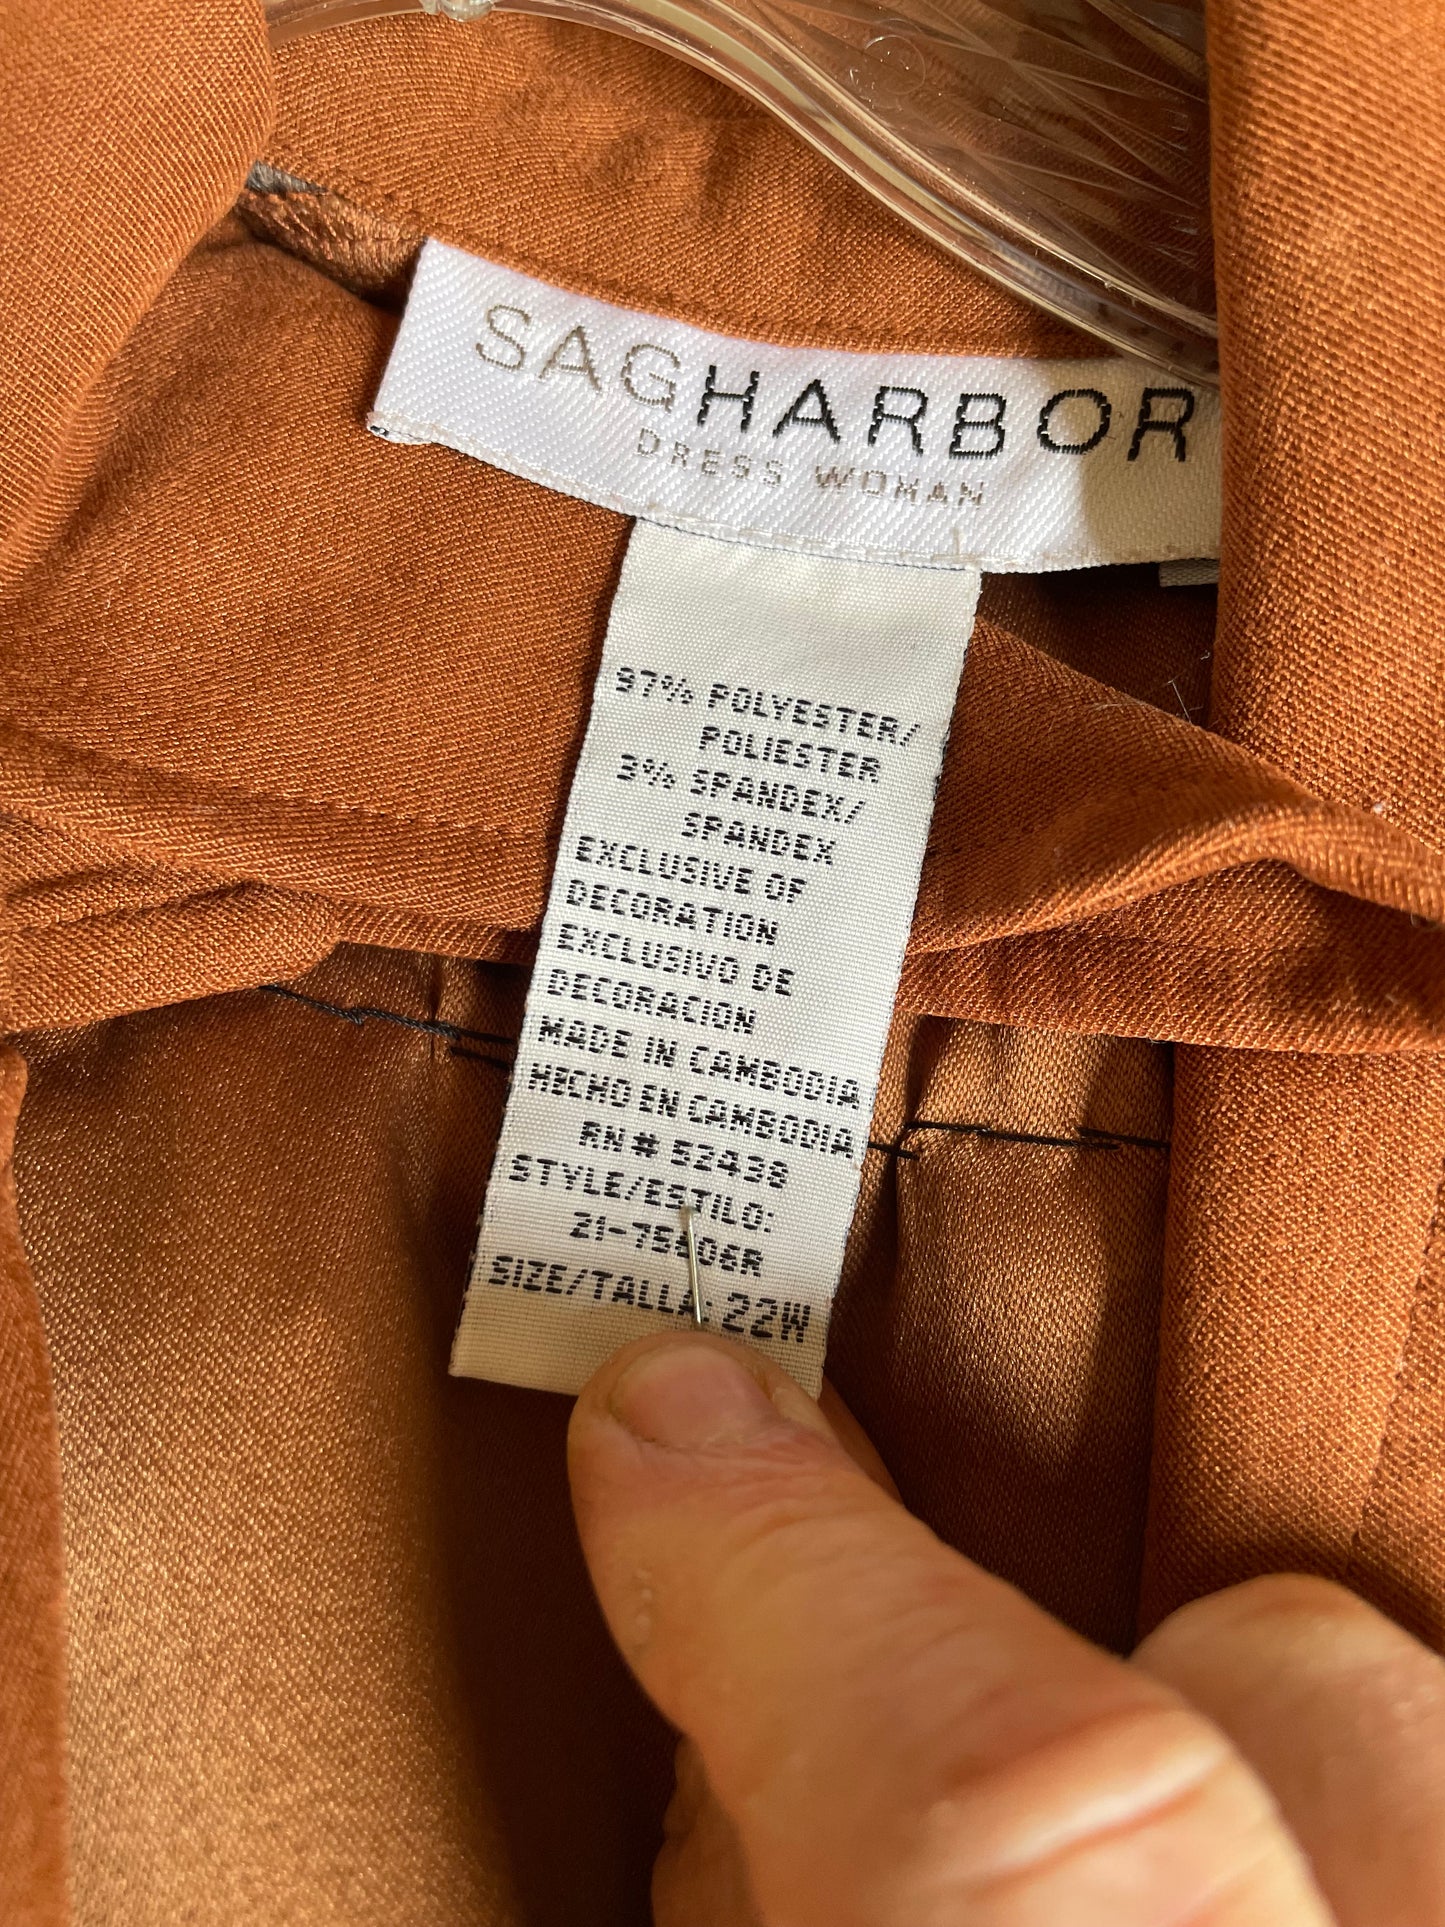 SAGHARBOR
DRESS WOMAN
97% POLYESTER/
POLIESTER
3% SPANDEX/
SPANDEX
EXCLUSIVE OF
DECORATION
EXCLUSIVO DE
DECORACION
MADE IN CAMBODIA
HECHO EN CAMBODIA
RN# 52438
STYLE/ESTILO:
SIZE/TALLA: 22W